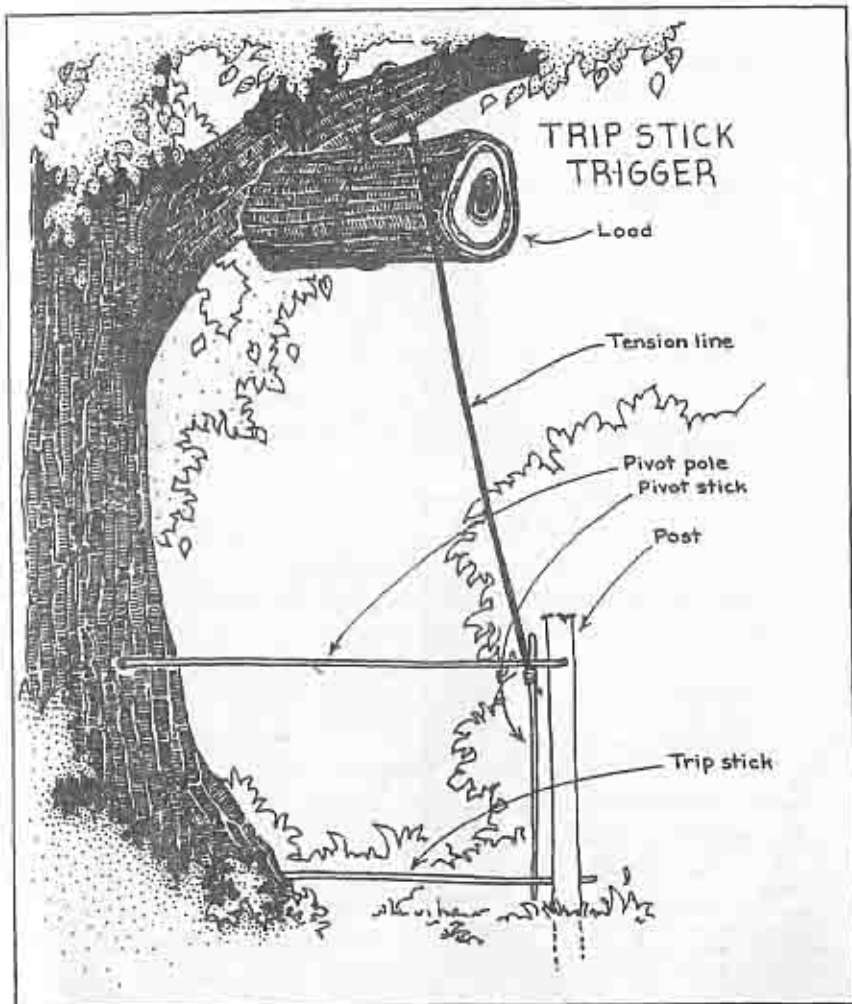 TRIP STICK
TRIGGER
Load
Tension line
Pivot pole
Pivot stick
Post
Trip stick